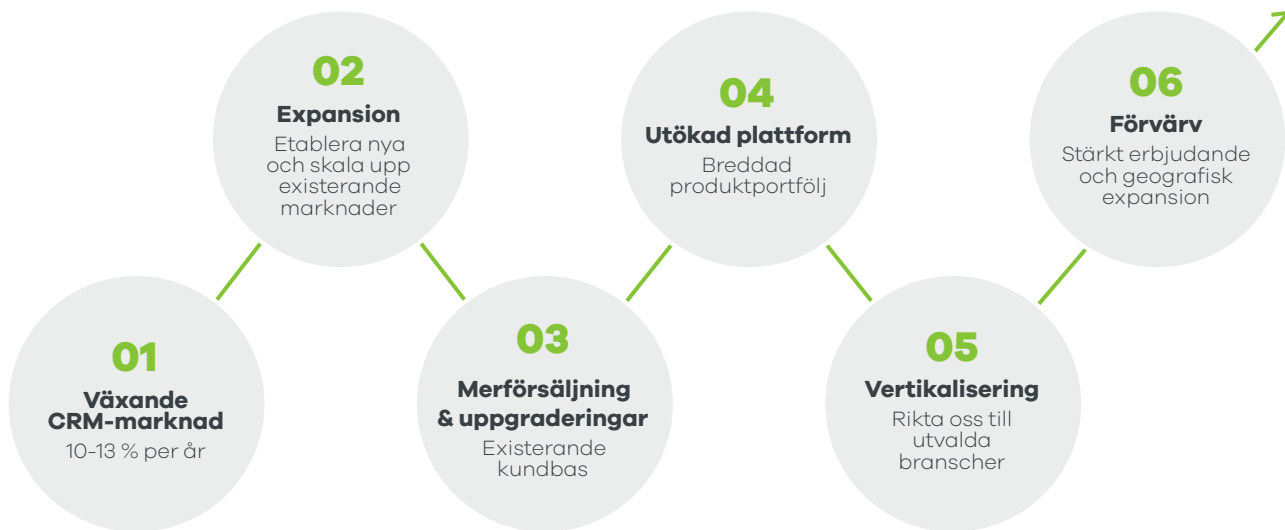 01
Växande
CRM-marknad
10-13 % per år
02
Expansion
Etablera nya
och skala upp
existerande
marknader
03
Merförsäljning
& uppgraderingar
Existerande
kundbas
04
Utökad plattform
Breddad
produktportfölj
05
Vertikalisering
Rikta oss till
utvalda
branscher
06
Förvärv
Stärkt erbjudande
och geografisk
expansion